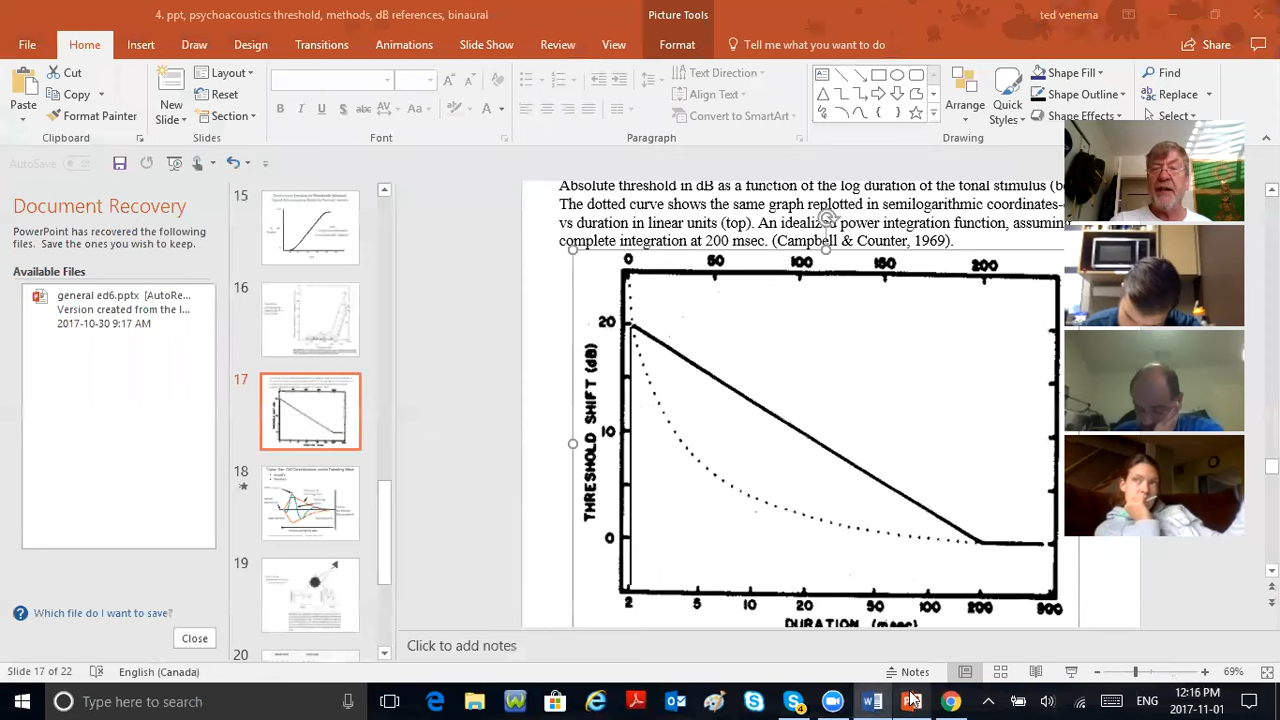 4. ppt, psychoacoustics threshold, methods, dB references, binaural
Picture Tools
ted venema
File Home Insert Draw Design Transitions Animations Slide Show Review View Format Tell me what you want to do Share
Paste
Cut
Copy
Format Painter
Clipboard
New
Slide
Layout
Reset
Section
Slides
B I U S abc AV Aa A
Font
Paragraph
Text Direction
Align Text
Convert to SmartArt
Arrange
Quick
Styles
Shape Fill
Shape Outline
Shape Effects
Drawing
Find
Replace
Select
AutoSave
Off
Document Recovery
PowerPoint has recovered the following
files. Save the ones you wish to keep.
Available Files
general ed6.pptx [AutoRe...
Version created from the l...
2017-10-30 9:17 AM
Which file do I want to save?
Close
15
16
17
18
19
20
Absolute threshold in dB as a function of the log duration of the tonal stimulus (b
The dotted curve shows the same graph replotted in semilogarithmic coordinates–
vs duration in linear units (top). An idealized power integration function, assumin
complete integration at 200 msec. (Campbell & Counter, 1969).
0 50 100 150 200
THRESHOLD SHIF (dB)
20
10
0
2 5 10 20 50 100 200 300
DURATION (msec)
Click to add notes
Slide 17 of 22 English (Canada) Notes 69%
Type here to search
ENG
12:16 PM
2017-11-01
4